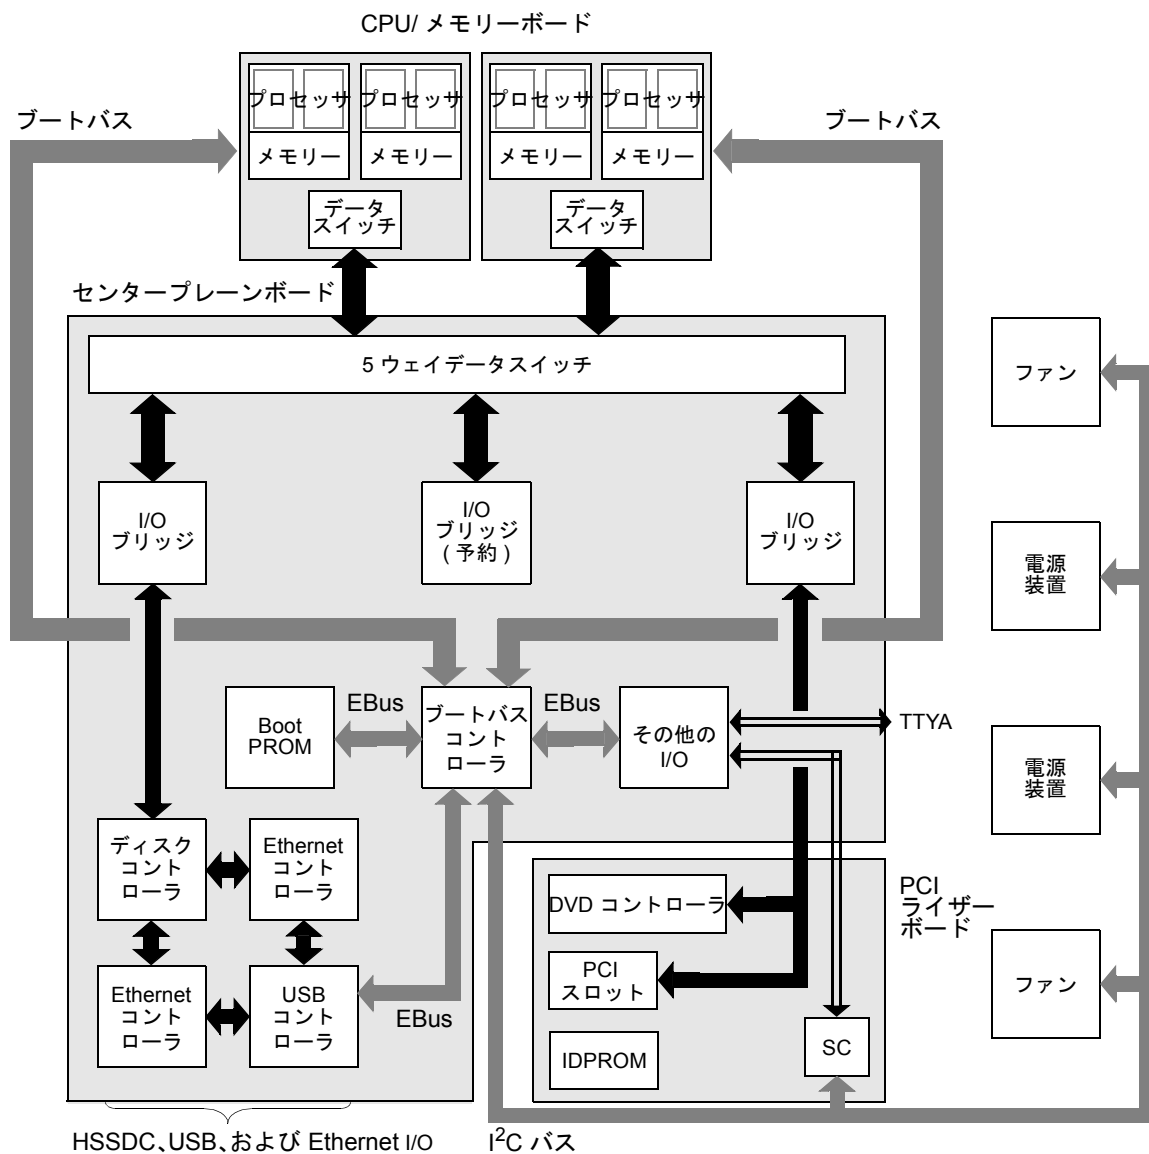 CPU/ メモリーボード
ブートバス
ブートバス
プロセッサ
プロセッサ
プロセッサ
プロセッサ
メモリー
メモリー
メモリー
メモリー
データ
スイッチ
データ
スイッチ
センタープレーンボード
5 ウェイデータスイッチ
ファン
I/O
ブリッジ
I/O
ブリッジ
( 予約 )
I/O
ブリッジ
電源
装置
Boot
PROM
EBus
ブートバス
コント
ローラ
EBus
その他の
I/O
TTYA
電源
装置
ディスク
コント
ローラ
Ethernet
コント
ローラ
DVD コントローラ
PCI
ライザー
ボード
Ethernet
コント
ローラ
USB
コント
ローラ
EBus
PCI
スロット
ファン
IDPROM
SC
HSSDC、USB、および Ethernet I/O
I²C バス